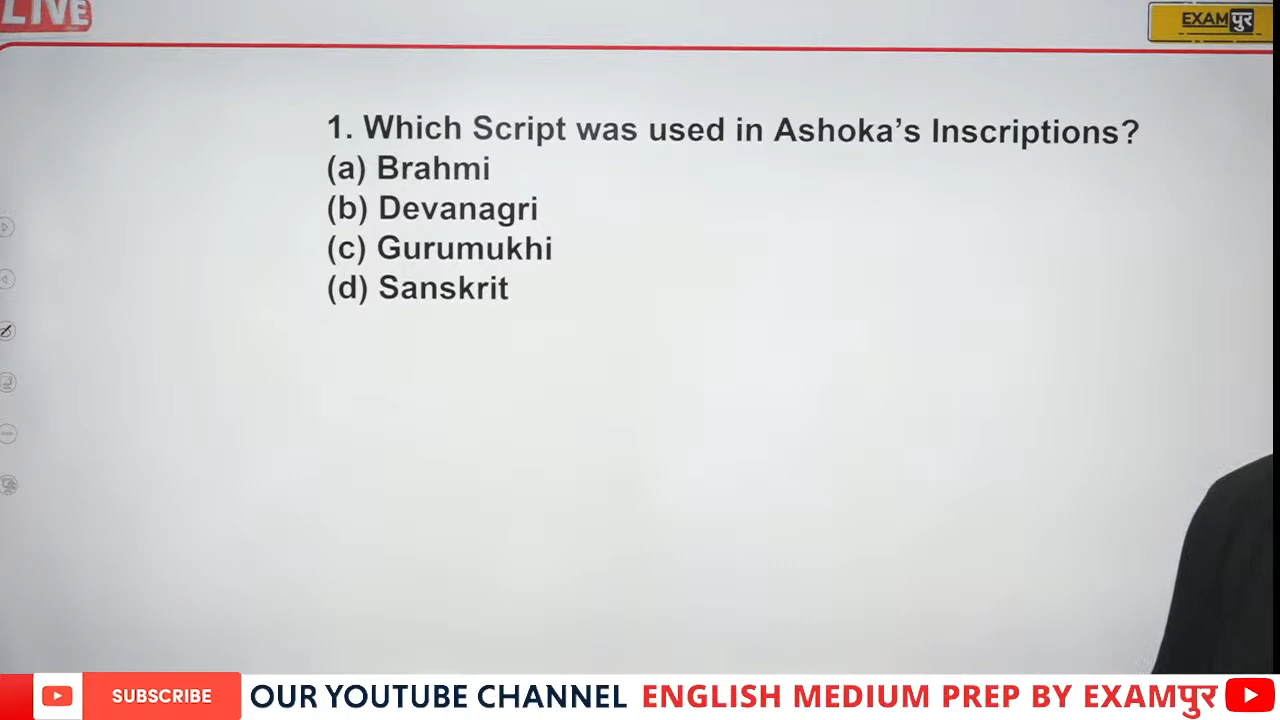 LIVE
EXAMपुर
1. Which Script was used in Ashoka’s Inscriptions?
(a) Brahmi
(b) Devanagri
(c) Gurumukhi
(d) Sanskrit
SUBSCRIBE OUR YOUTUBE CHANNEL ENGLISH MEDIUM PREP BY EXAMपुर